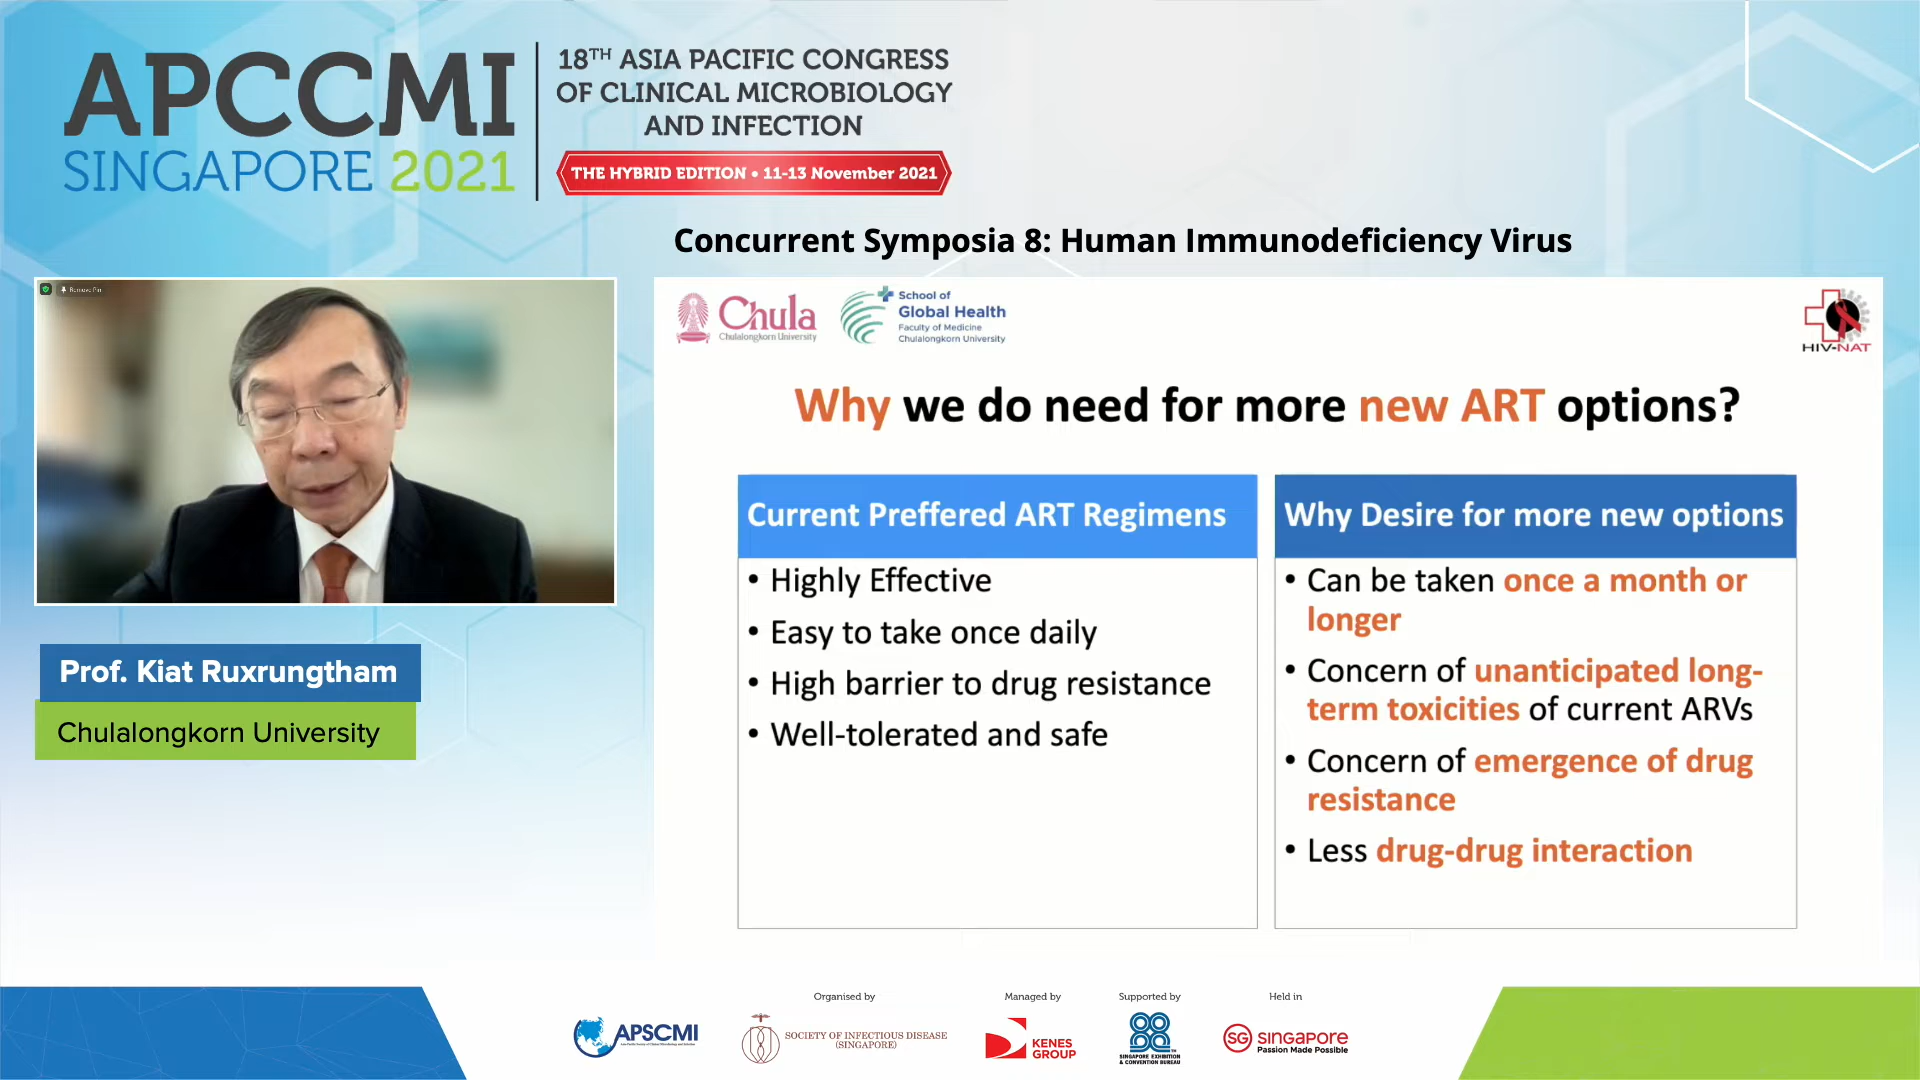 APCCMI
SINGAPORE 2021
18TH ASIA PACIFIC CONGRESS
OF CLINICAL MICROBIOLOGY
AND INFECTION
THE HYBRID EDITION • 11-13 November 2021
Concurrent Symposia 8: Human Immunodeficiency Virus
Remove Pin
Prof. Kiat Ruxrungtham
Chulalongkorn University
Chula
Chulalongkorn University
School of
Global Health
Faculty of Medicine
Chulalongkorn University
HIV-NAT
Why we do need for more new ART options?
Current Preffered ART Regimens
• Highly Effective
• Easy to take once daily
• High barrier to drug resistance
• Well-tolerated and safe
Why Desire for more new options
• Can be taken once a month or
longer
• Concern of unanticipated long-
term toxicities of current ARVs
• Concern of emergence of drug
resistance
• Less drug-drug interaction
APSCMI
Organised by
SOCIETY OF INFECTIOUS DISEASE
(SINGAPORE)
Managed by
KENES
GROUP
Supported by
SINGAPORE EXHIBITION
& CONVENTION BUREAU
Held in
SG SINGAPORE
Passion Made Possible